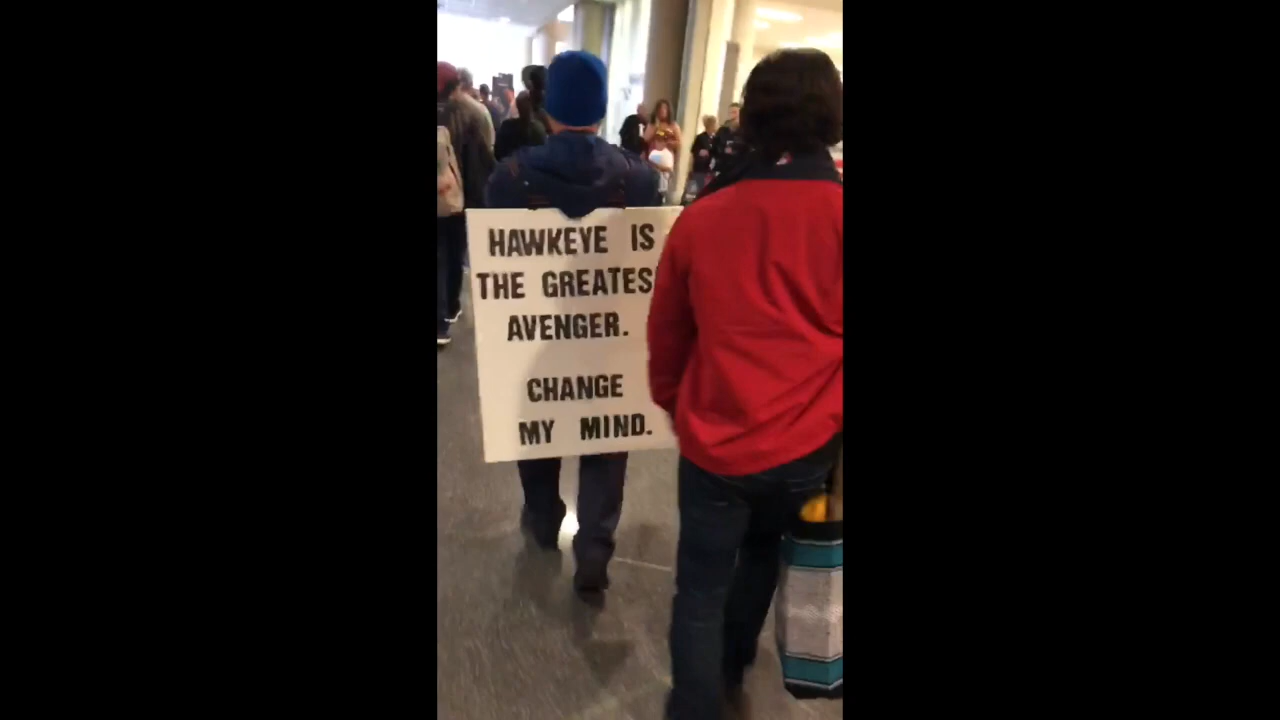 HAWKEYE IS
THE GREATES
AVENGER.
CHANGE
MY MIND.